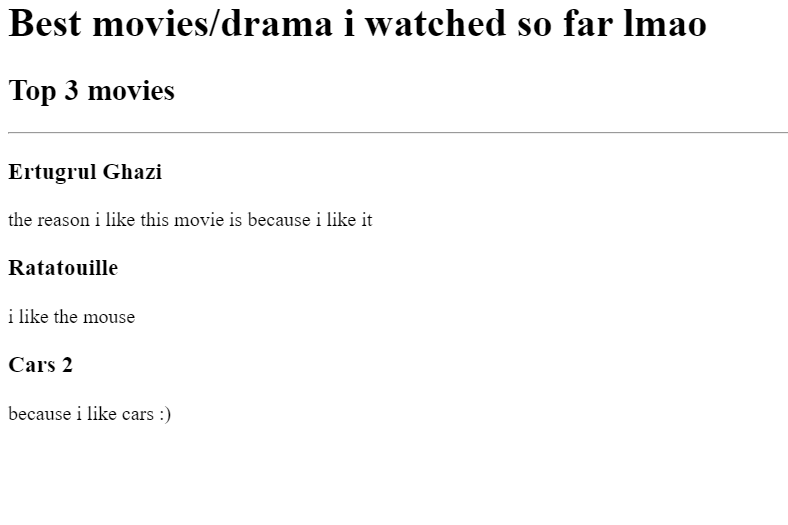 Best movies/drama i watched so far lmao
Top 3 movies
Ertugrul Ghazi
the reason i like this movie is because i like it
Ratatouille
i like the mouse
Cars 2
because i like cars :)